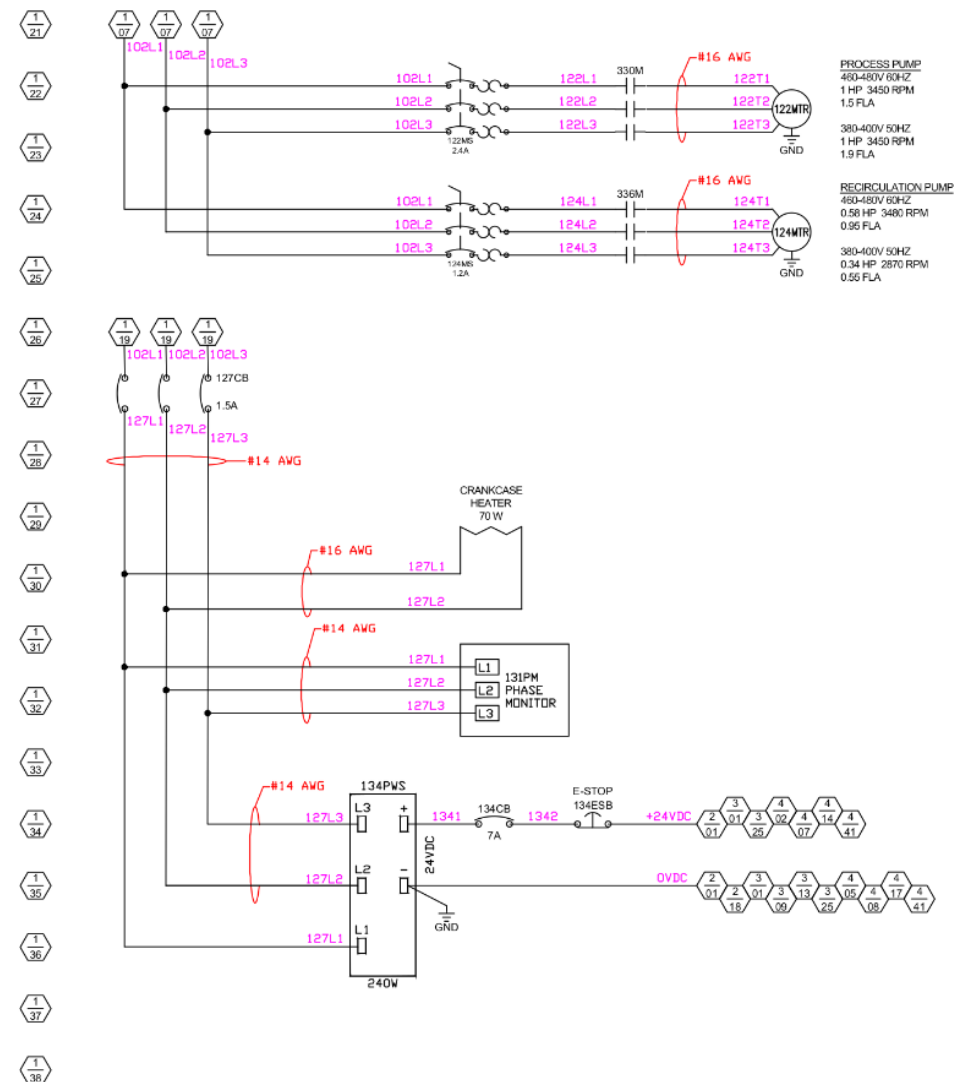 1
21
1
07
1
07
1
07
102L1
102L2
102L3
#16 AWG
PROCESS PUMP
460-480V 60HZ
1 HP 3450 RPM
1.5 FLA
380-400V 50HZ
1 HP 3450 RPM
1.9 FLA
1
22
102L1
122L1
330M
122T1
102L2
122L2
122T2
122MTR
102L3
122L3
122T3
122MS
2.4A
GND
1
23
#16 AWG
RECIRCULATION PUMP
460-480V 60HZ
0.58 HP 3480 RPM
0.95 FLA
380-400V 50HZ
0.34 HP 2870 RPM
0.55 FLA
1
24
102L1
124L1
336M
124T1
102L2
124L2
124T2
124MTR
102L3
124L3
124T3
124MS
1.2A
GND
1
25
1
26
1
19
1
19
1
19
102L1
102L2
102L3
127CB
1.5A
1
27
127L1
127L2
127L3
1
28
#14 AWG
1
29
CRANKCASE
HEATER
70 W
#16 AWG
1
30
127L1
127L2
1
31
#14 AWG
127L1
L1
127L2
L2
127L3
L3
131PM
PHASE
MONITOR
1
32
1
33
#14 AWG
134PWS
E-STOP
134ESB
1
34
127L3
L3
+
1341
134CB
7A
1342
+24VDC
2
01
3
01
3
25
4
02
4
07
4
14
4
41
24VDC
1
35
127L2
L2
-
0VDC
2
01
2
18
3
01
3
09
3
13
3
25
4
05
4
08
4
17
4
41
GND
1
36
127L1
L1
240W
1
37
1
38